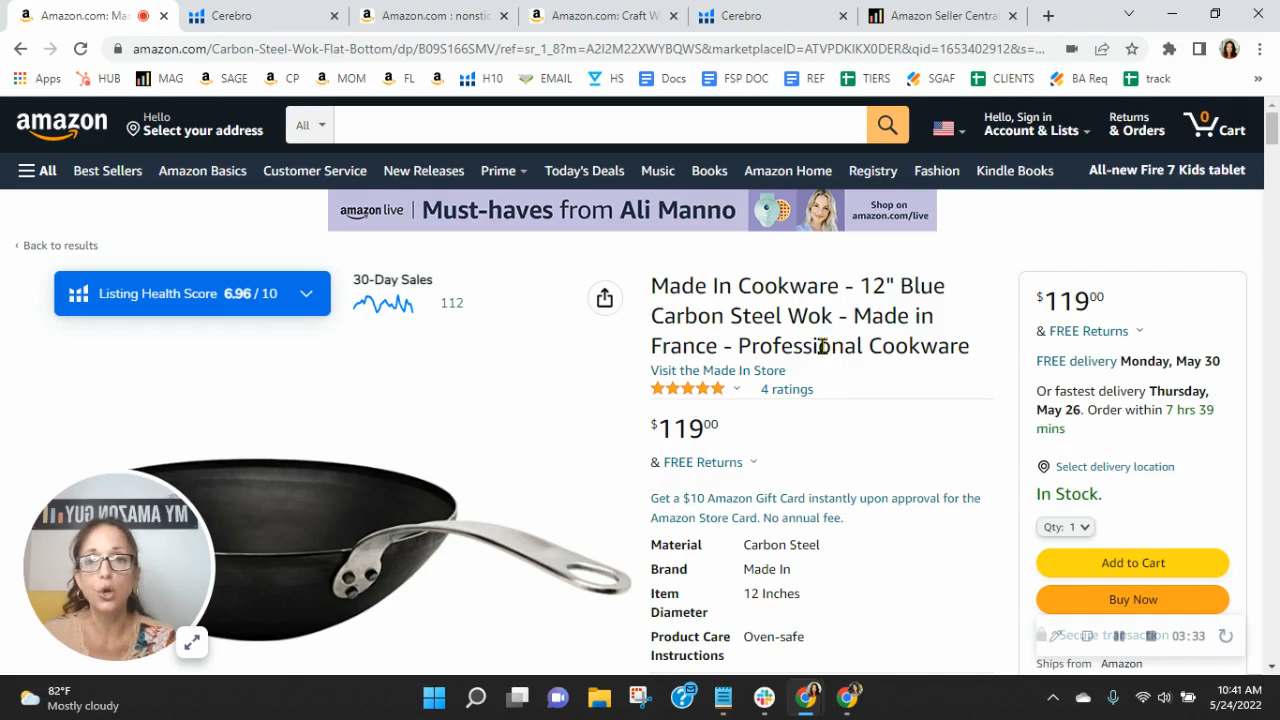 Amazon.com: Ma
Cerebro
Amazon.com : nonstic
Amazon.com: Craft W
Cerebro
Amazon Seller Central
amazon.com/Carbon-Steel-Wok-Flat-Bottom/dp/B09S166SMV/ref=sr_1_8?m=A2I2M22XWYBQWS&marketplaceID=ATVPDKIKX0DER&qid=1653402912&s=...
Apps
HUB
MAG
SAGE
CP
MOM
FL
H10
EMAIL
HS
Docs
FSP DOC
REF
TIERS
SGAF
CLIENTS
BA Req
track
amazon
Hello
Select your address
All
Hello, Sign in
Account & Lists
Returns
& Orders
0
Cart
All
Best Sellers
Amazon Basics
Customer Service
New Releases
Prime
Today's Deals
Music
Books
Amazon Home
Registry
Fashion
Kindle Books
All-new Fire 7 Kids tablet
amazon live
Must-haves from Ali Manno
Shop on
amazon.com/live
‹ Back to results
Listing Health Score 6.96 / 10
30-Day Sales
112
Made In Cookware - 12" Blue
Carbon Steel Wok - Made in
France - Professional Cookware
Visit the Made In Store
4 ratings
$119.00
& FREE Returns
Get a $10 Amazon Gift Card instantly upon approval for the
Amazon Store Card. No annual fee.
Material Carbon Steel
Brand Made In
Item
Diameter
12 Inches
Product Care
Instructions
Oven-safe
$119.00
& FREE Returns
FREE delivery Monday, May 30
Or fastest delivery Thursday,
May 26. Order within 7 hrs 39
mins
Select delivery location
In Stock.
Qty: 1
Add to Cart
Buy Now
Secure transaction
03:33
Ships from Amazon
MY AMAZON GUY
82°F
Mostly cloudy
10:41 AM
5/24/2022